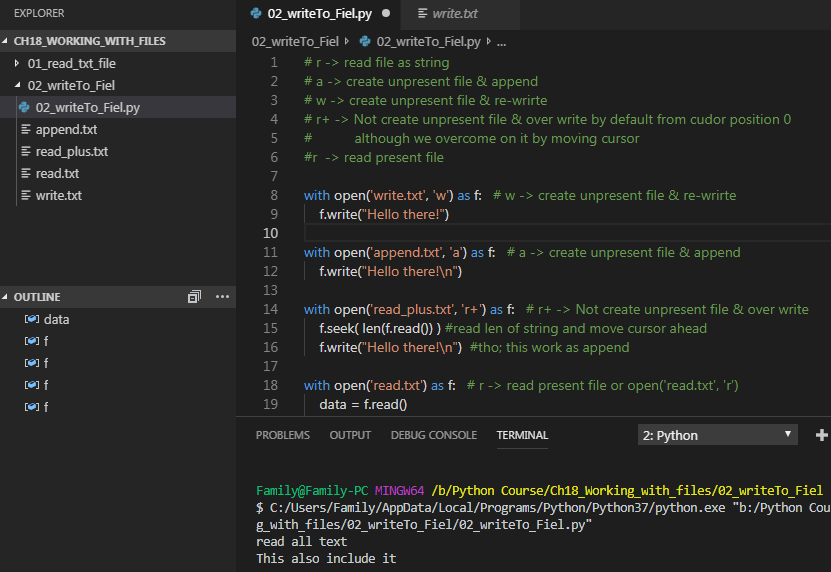 EXPLORER
CH18_WORKING_WITH_FILES
01_read_txt_file
02_writeTo_Fiel
02_writeTo_Fiel.py
append.txt
read_plus.txt
read.txt
write.txt
OUTLINE
data
f
f
f
f
02_writeTo_Fiel.py
write.txt
02_writeTo_Fiel
02_writeTo_Fiel.py
...
1 # r -> read file as string
2 # a -> create unpresent file & append
3 # w -> create unpresent file & re-wrirte
4 # r+ -> Not create unpresent file & over write by default from cudor position 0
5 # although we overcome on it by moving cursor
6 #r -> read present file
7
8 with open('write.txt', 'w') as f: # w -> create unpresent file & re-wrirte
9 f.write("Hello there!")
10
11 with open('append.txt', 'a') as f: # a -> create unpresent file & append
12 f.write("Hello there!\n")
13
14 with open('read_plus.txt', 'r+') as f: # r+ -> Not create unpresent file & over write
15 f.seek( len(f.read()) ) #read len of string and move cursor ahead
16 f.write("Hello there!\n") #tho; this work as append
17
18 with open('read.txt') as f: # r -> read present file or open('read.txt', 'r')
19 data = f.read()
PROBLEMS OUTPUT DEBUG CONSOLE TERMINAL 2: Python
Family@Family-PC MINGW64 /b/Python Course/Ch18_Working_with_files/02_writeTo_Fiel
$ C:/Users/Family/AppData/Local/Programs/Python/Python37/python.exe "b:/Python Cou
g_with_files/02_writeTo_Fiel/02_writeTo_Fiel.py"
read all text
This also include it